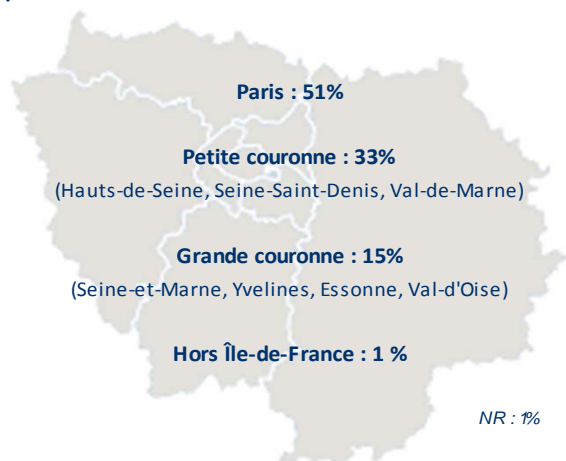 Paris : 51%
Petite couronne : 33%
(Hauts-de-Seine, Seine-Saint-Denis, Val-de-Marne)
Grande couronne : 15%
(Seine-et-Marne, Yvelines, Essonne, Val-d'Oise)
Hors Île-de-France : 1 %
NR : 1%